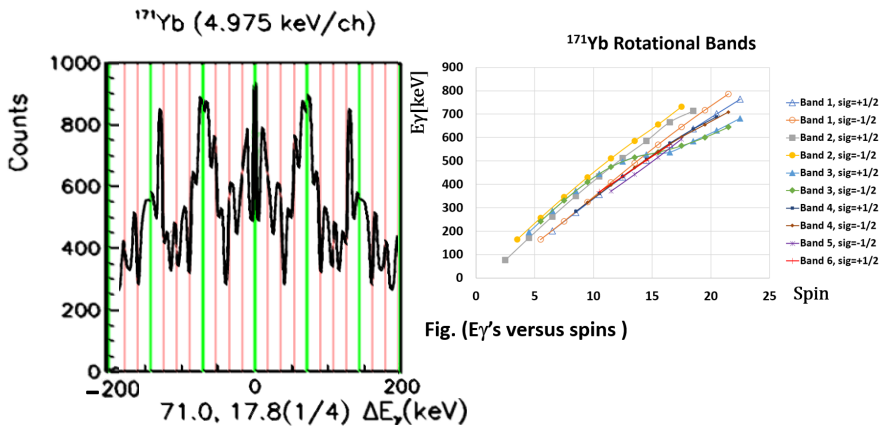 ¹⁷¹Yb (4.975 keV/ch)
Counts
1000
800
600
400
200
0
−200
0
200
71.0, 17.8(1/4) ΔEγ(keV)
¹⁷¹Yb Rotational Bands
Eγ[keV]
900
800
700
600
500
400
300
200
100
0
0 5 10 15 20 25
Spin
Band 1, sig=+1/2
Band 1, sig=-1/2
Band 2, sig=+1/2
Band 2, sig=-1/2
Band 3, sig=+1/2
Band 3, sig=-1/2
Band 4, sig=+1/2
Band 4, sig=-1/2
Band 5, sig=-1/2
Band 6, sig=+1/2
Fig. (Eγ's versus spins )